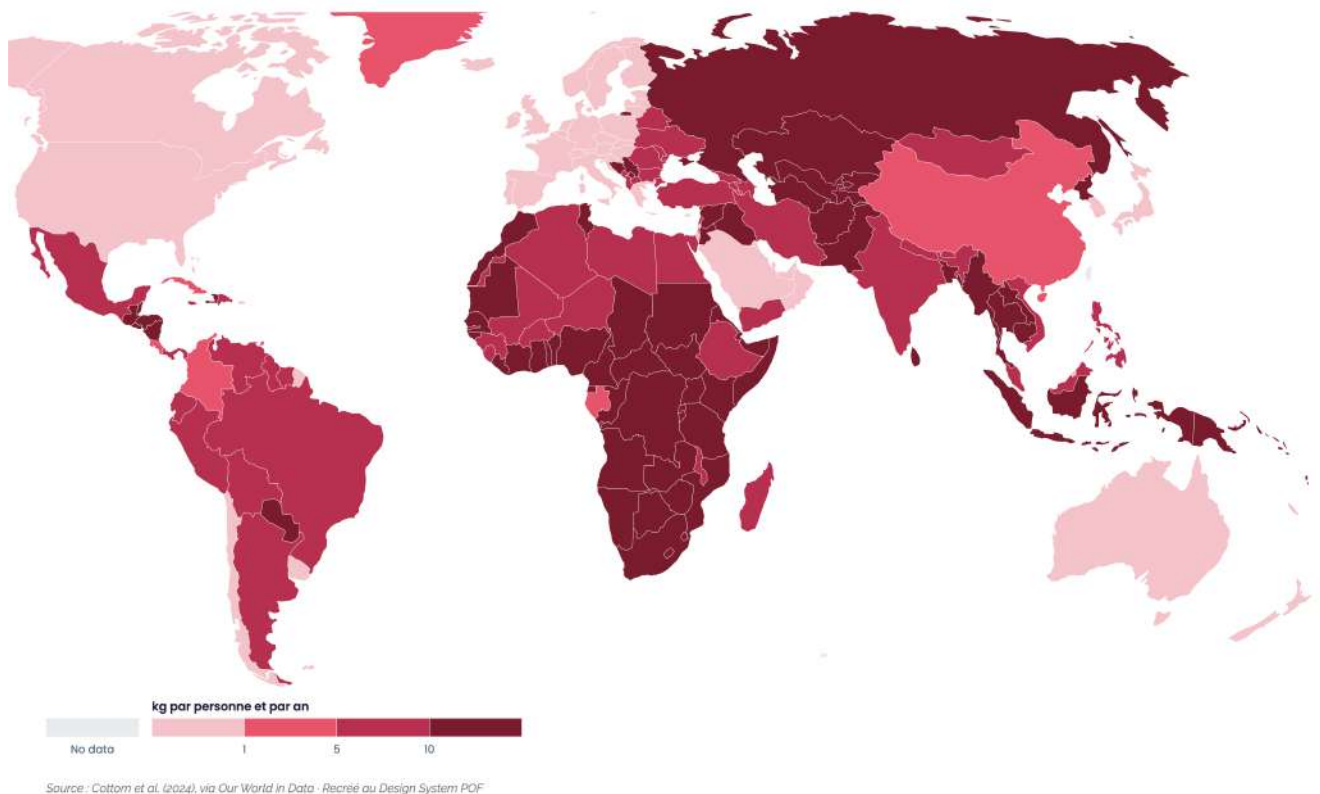 kg par personne et par an
No data
1
5
10
Source : Cottom et al. (2024), via Our World in Data · Recréé au Design System POF